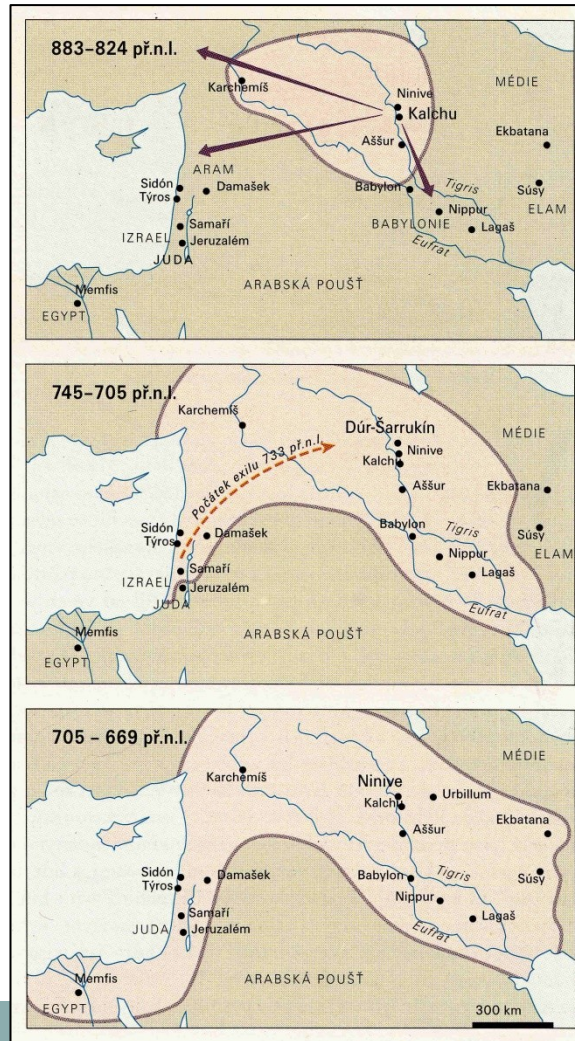 883–824 př.n.l.
MÉDIE
Karchemíš
Ninive
Kalchu
Ekbatana
Aššur
ARAM
Sidón
Damašek
Babylon
Tigris
Súsy
Týros
Nippur
ELAM
Samaří
BABYLONIE
Lagaš
IZRAEL
Jeruzalém
Eufrat
JUDA
ARABSKÁ POUŠŤ
Memfis
EGYPT
745–705 př.n.l.
Karchemíš
Dúr-Šarrukín
MÉDIE
Ninive
Kalchu
Počátek exilu 733 př.n.l.
Aššur
Ekbatana
Sidón
Damašek
Babylon
Tigris
Súsy
Týros
Nippur
ELAM
Samaří
Lagaš
IZRAEL
Jeruzalém
JUDA
Eufrat
Memfis
ARABSKÁ POUŠŤ
EGYPT
705 – 669 př.n.l.
MÉDIE
Karchemíš
Ninive
Kalchu
Urbillum
Ekbatana
Aššur
Sidón
Damašek
Babylon
Tigris
Súsy
Týros
Nippur
Samaří
Lagaš
JUDA
Jeruzalém
Eufrat
Memfis
ARABSKÁ POUŠŤ
EGYPT
300 km